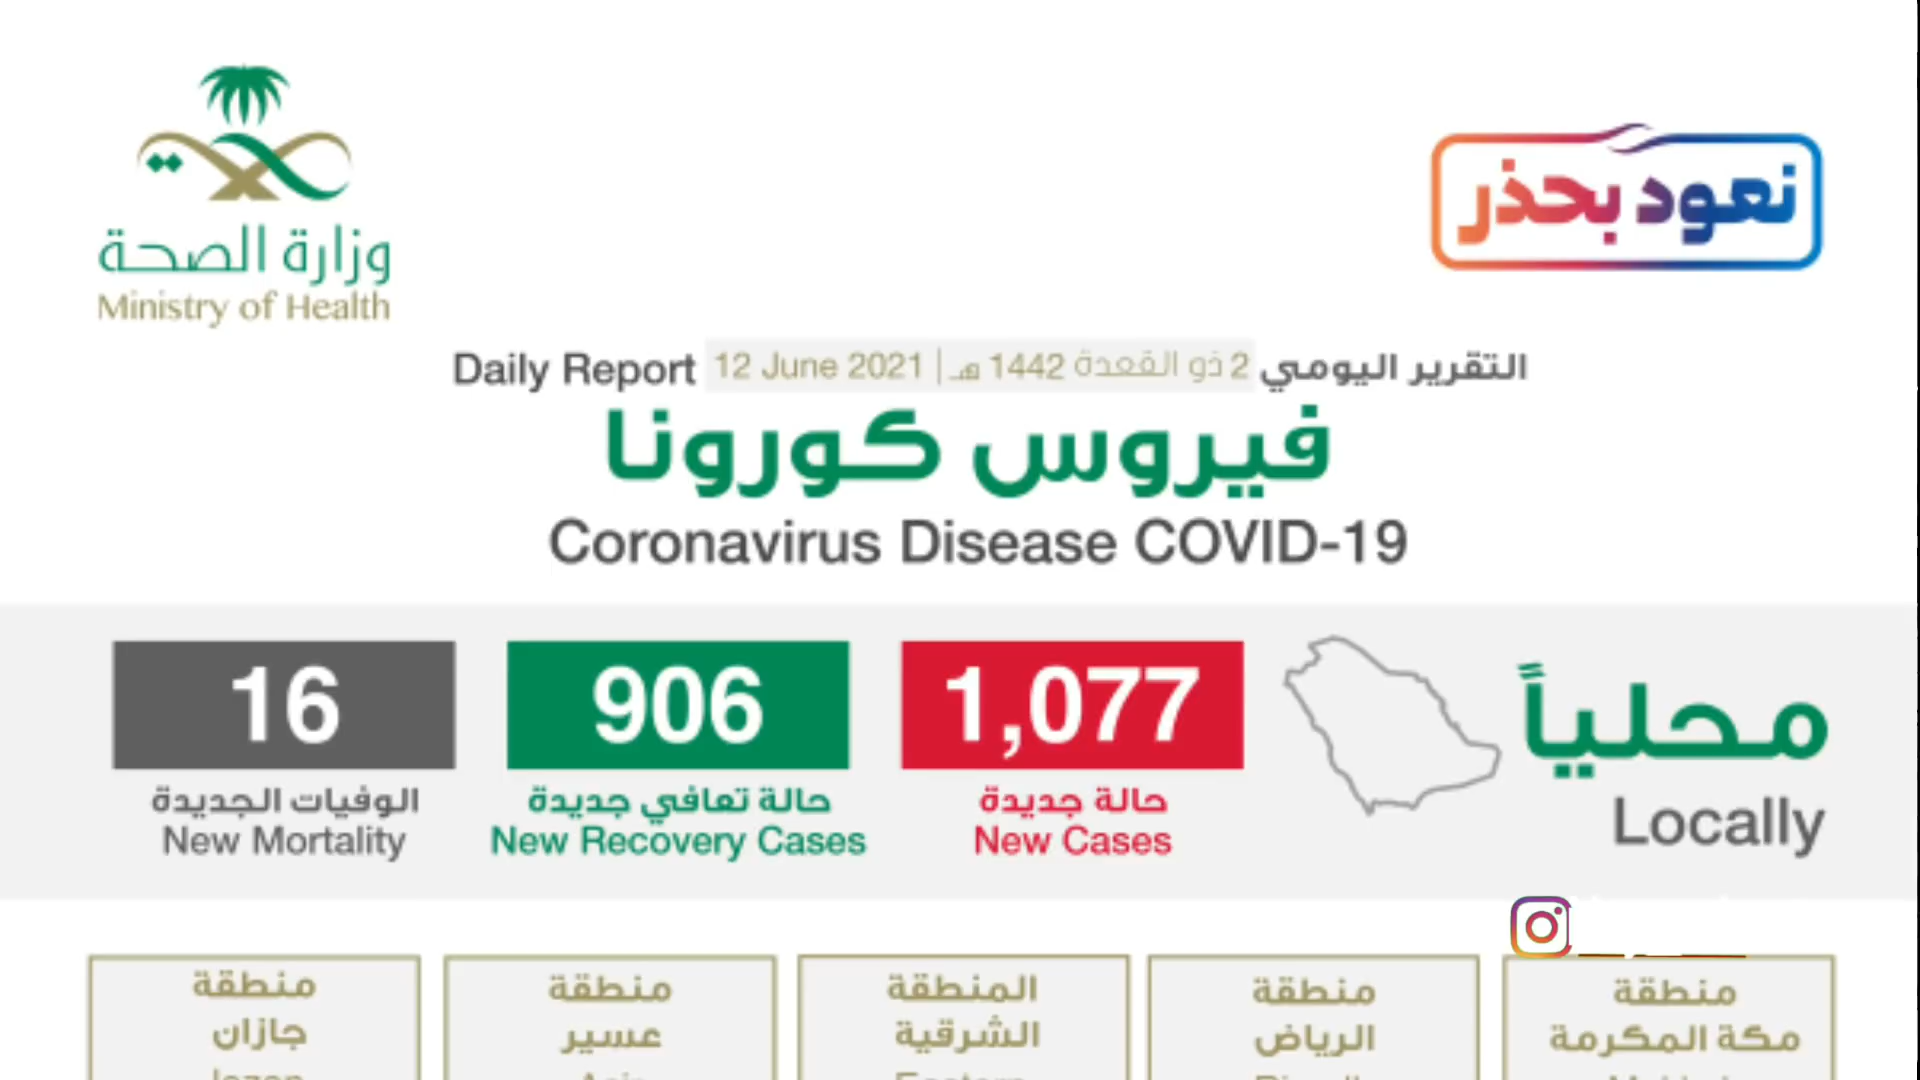 وزارة الصحة
Ministry of Health
نعود بحذر
Daily Report 12 June 2021 | 2 ذو القعدة 1442 هـ التقرير اليومي
فيروس كورونا
Coronavirus Disease COVID-19
محلياً
Locally
1,077
حالة جديدة
New Cases
906
حالة تعافي جديدة
New Recovery Cases
16
الوفيات الجديدة
New Mortality
منطقة
مكة المكرمة
منطقة
الرياض
المنطقة
الشرقية
منطقة
عسير
منطقة
جازان